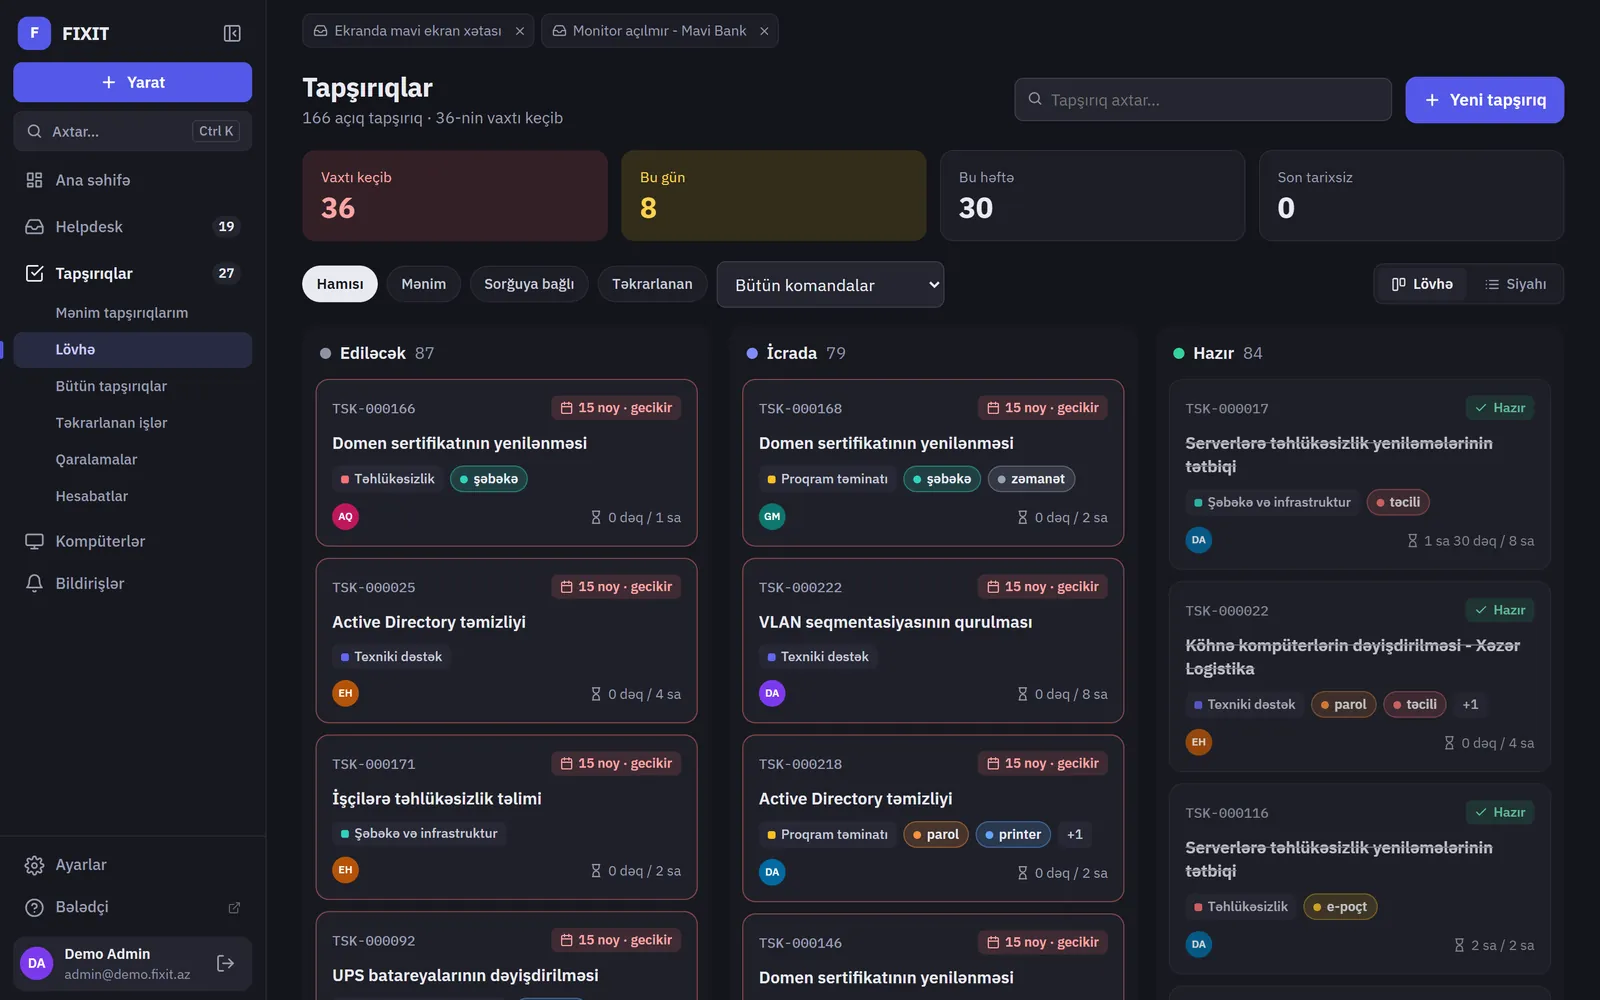 F FIXIT
Yarat
Axtar... Ctrl K
Ana səhifə
Helpdesk 19
Tapşırıqlar 27
Mənim tapşırıqlarım
Lövhə
Bütün tapşırıqlar
Təkrarlanan işlər
Qaralamalar
Hesabatlar
Kompüterlər
Bildirişlər
Ayarlar
Bələdçi
DA Demo Admin
admin@demo.fixit.az
Ekranda mavi ekran xətası
Monitor açılmır - Mavi Bank
Tapşırıqlar
166 açıq tapşırıq · 36-nin vaxtı keçib
Tapşırıq axtar...
Yeni tapşırıq
Vaxtı keçib
36
Bu gün
8
Bu həftə
30
Son tarixsiz
0
Hamısı
Mənim
Sorğuya bağlı
Təkrarlanan
Bütün komandalar
Lövhə
Siyahı
Ediləcək 87
TSK-000166 15 noy · gecikir
Domen sertifikatının yenilənməsi
Təhlükəsizlik şəbəkə
AQ 0 dəq / 1 sa
TSK-000025 15 noy · gecikir
Active Directory təmizliyi
Texniki dəstək
EH 0 dəq / 4 sa
TSK-000171 15 noy · gecikir
İşçilərə təhlükəsizlik təlimi
Şəbəkə və infrastruktur
EH 0 dəq / 2 sa
TSK-000092 15 noy · gecikir
UPS batareyalarının dəyişdirilməsi
İcrada 79
TSK-000168 15 noy · gecikir
Domen sertifikatının yenilənməsi
Proqram təminatı şəbəkə zəmanət
GM 0 dəq / 2 sa
TSK-000222 15 noy · gecikir
VLAN seqmentasiyasının qurulması
Texniki dəstək
DA 0 dəq / 8 sa
TSK-000218 15 noy · gecikir
Active Directory təmizliyi
Proqram təminatı parol printer +1
DA 0 dəq / 2 sa
TSK-000146 15 noy · gecikir
Domen sertifikatının yenilənməsi
Hazır 84
TSK-000017 Hazır
Serverlərə təhlükəsizlik yeniləmələrinin
tətbiqi
Şəbəkə və infrastruktur təcili
DA 1 sa 30 dəq / 8 sa
TSK-000022 Hazır
Köhnə kompüterlərin dəyişdirilməsi - Xəzər
Logistika
Texniki dəstək parol təcili +1
EH 0 dəq / 4 sa
TSK-000116 Hazır
Serverlərə təhlükəsizlik yeniləmələrinin
tətbiqi
Təhlükəsizlik e-poçt
DA 2 sa / 2 sa